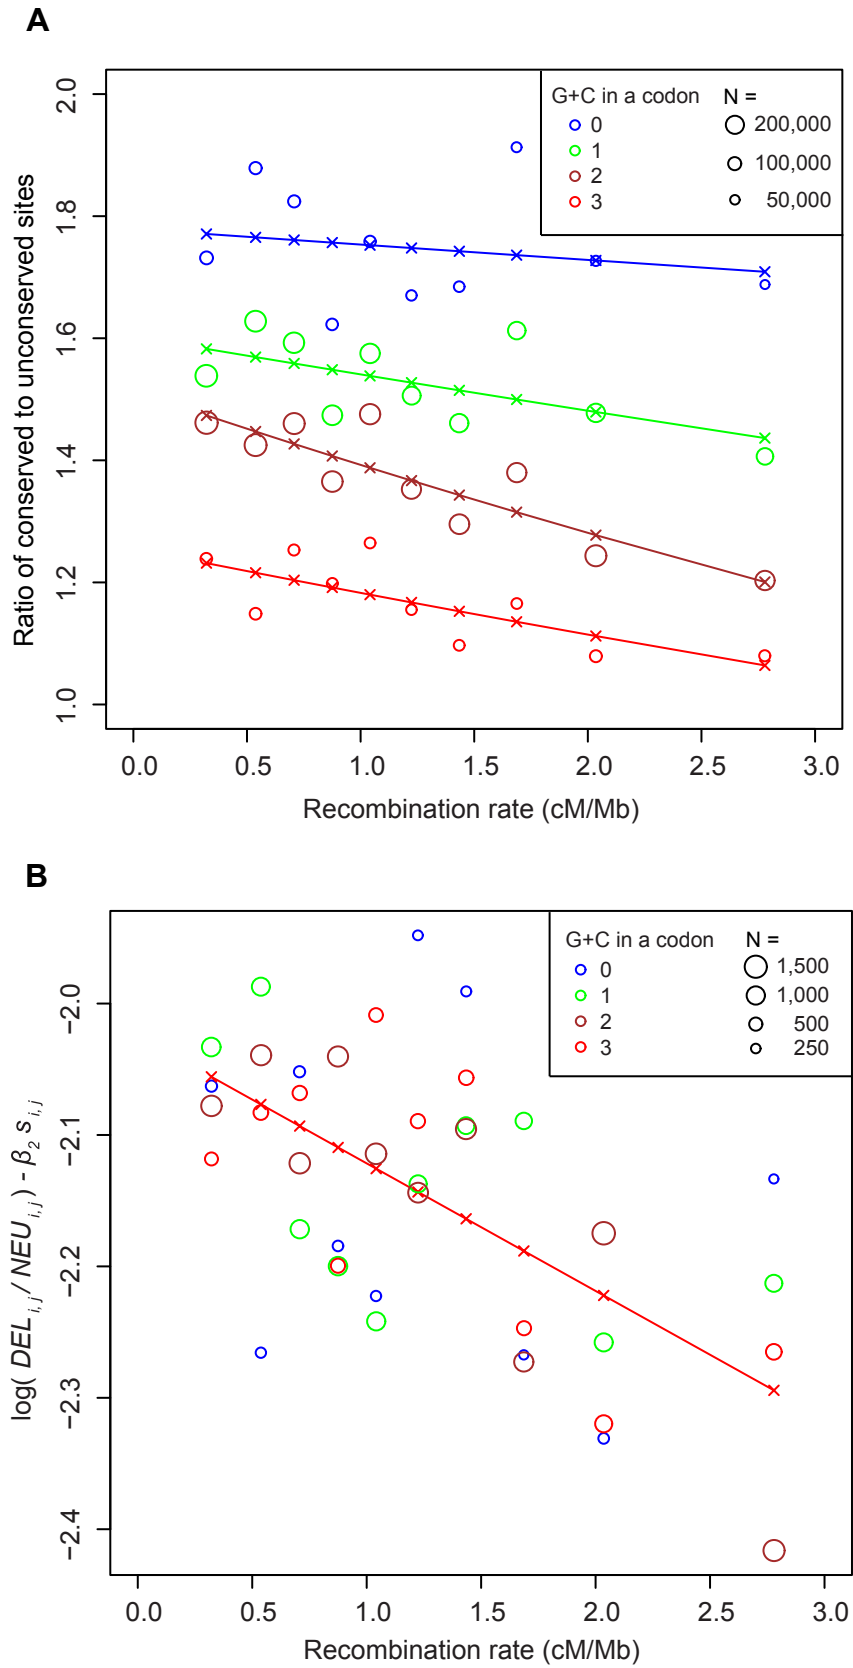 A
G+C in a codon N =
0 200,000
1
2 100,000
3 50,000
2.0
1.8
1.6
1.4
1.2
1.0
Ratio of conserved to unconserved sites
0.0 0.5 1.0 1.5 2.0 2.5 3.0
Recombination rate (cM/Mb)
B
G+C in a codon N =
0 1,500
1 1,000
2 500
3 250
−2.0
−2.1
−2.2
−2.3
−2.4
log( DEL i,j / NEU i,j ) - β2 s i,j
0.0 0.5 1.0 1.5 2.0 2.5 3.0
Recombination rate (cM/Mb)